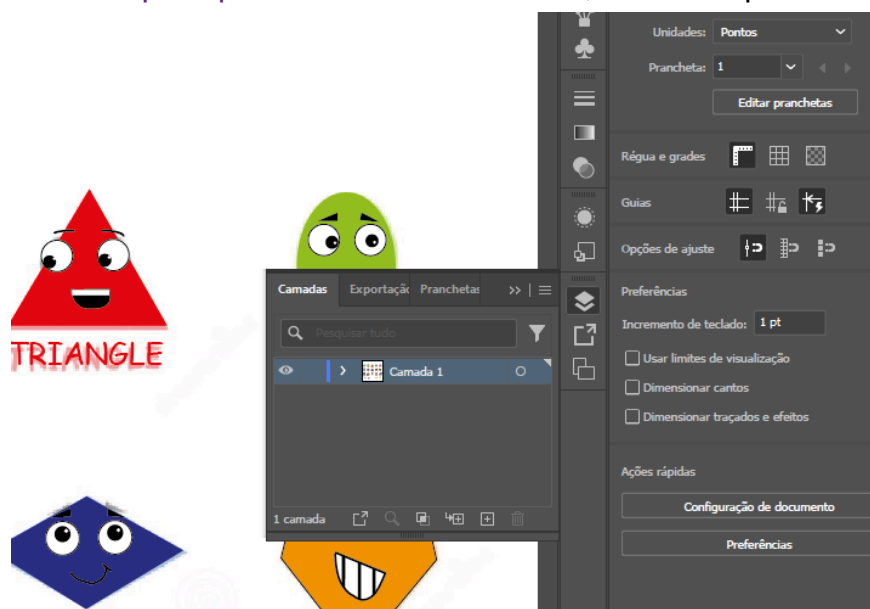 Unidades: Pontos
Prancheta: 1
Editar pranchetas
Régua e grades
Guias
Opções de ajuste
Preferências
Incremento de teclado: 1 pt
Usar limites de visualização
Dimensionar cantos
Dimensionar traçados e efeitos
Ações rápidas
Configuração de documento
Preferências
Camadas Exportaçãc Pranchetas
Pesquisar tudo
Camada 1
1 camada
TRIANGLE